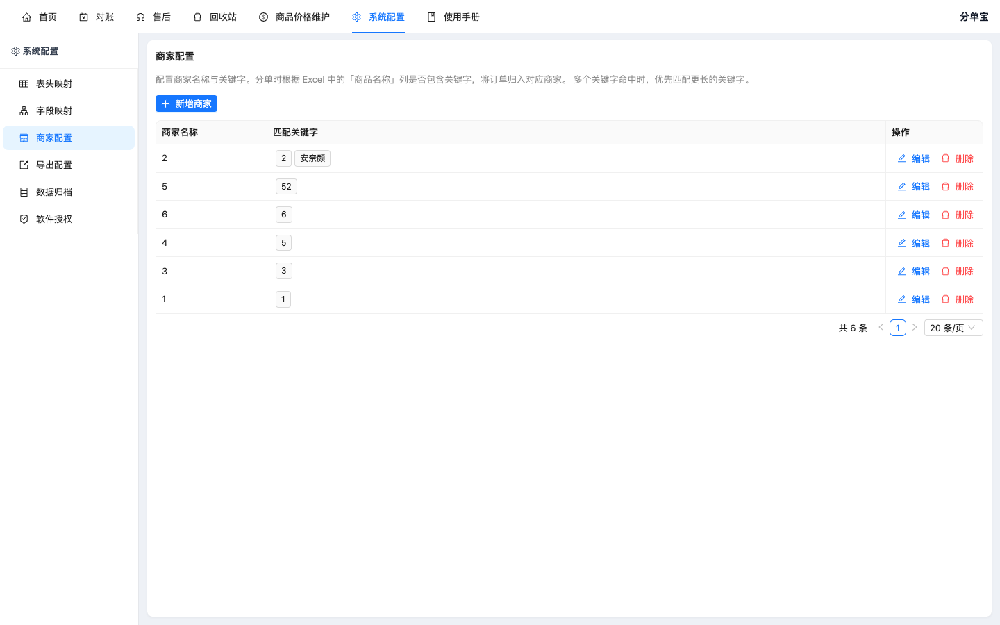 首页 对账 售后 回收站 商品价格维护 系统配置 使用手册 分单宝
系统配置
表头映射
字段映射
商家配置
导出配置
数据归档
软件授权
商家配置
配置商家名称与关键字。分单时根据 Excel 中的「商品名称」列是否包含关键字，将订单归入对应商家。 多个关键字命中时，优先匹配更长的关键字。
新增商家
商家名称 匹配关键字 操作
2 2 安奈颜 编辑 删除
5 52 编辑 删除
6 6 编辑 删除
4 5 编辑 删除
3 3 编辑 删除
1 1 编辑 删除
共 6 条 1 20 条/页